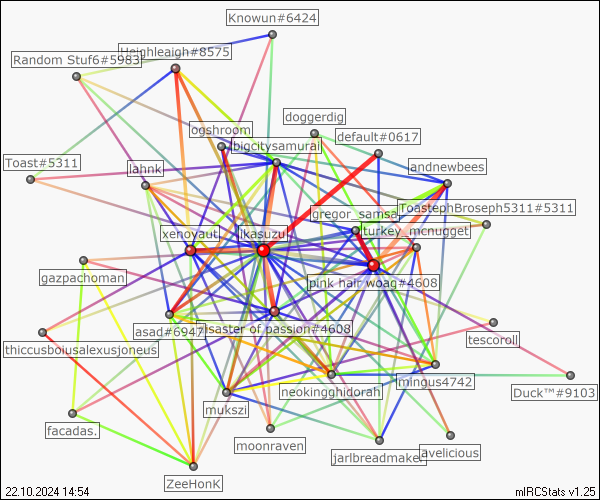 Knowun#6424
Heighleigh#8575
Random Stuf6#5983
doggerdig
ogshroom
default#0617
bigcitysamurai
Toast#5311
lahnk
andnewbees
ToastephBroseph5311#5311
gregor_samsa
xenoyaut
ikasuzu
turkey_mcnugget
gazpachoman
pink hair woag#4608
asad#6947
saster of passion#4608
tescoroll
thiccusboiusalexusjoneus
mingus4742
neokingghidorah
Duck™#9103
mukszi
facadas.
moonraven
jarlbreadmaker
avelicious
ZeeHonK
22.10.2024 14:54
mIRCStats v1.25